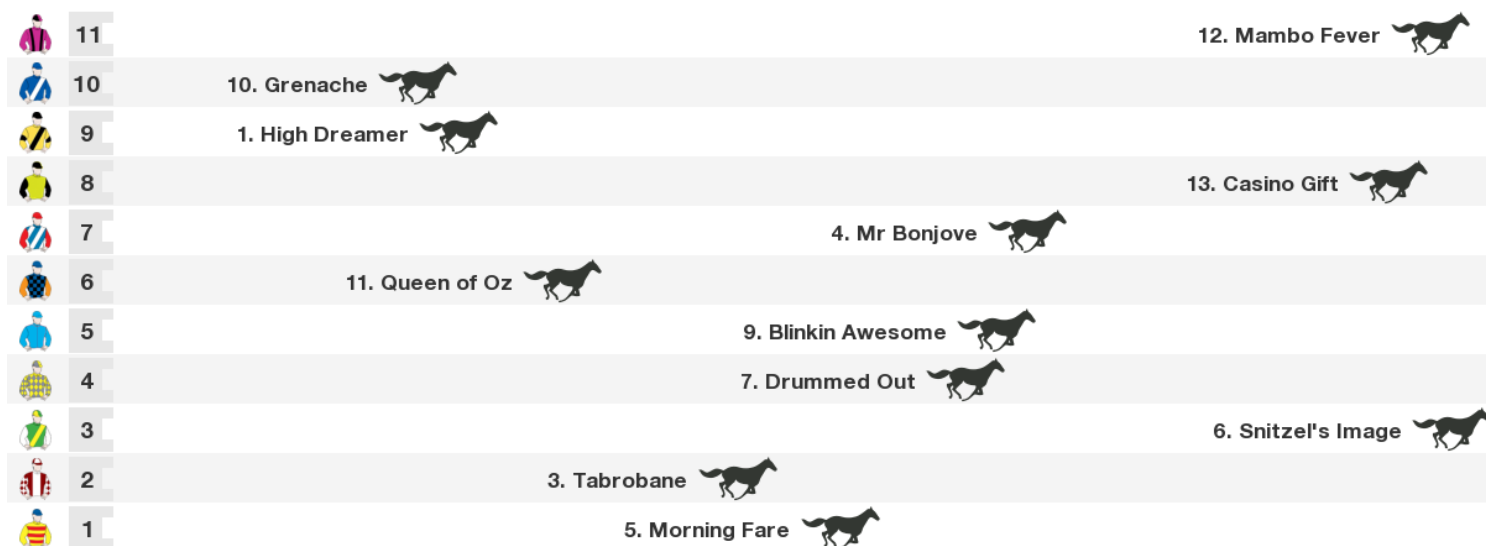 11 12. Mambo Fever
10 10. Grenache
9 1. High Dreamer
8 13. Casino Gift
7 4. Mr Bonjove
6 11. Queen of Oz
5 9. Blinkin Awesome
4 7. Drummed Out
3 6. Snitzel's Image
2 3. Tabrobane
1 5. Morning Fare